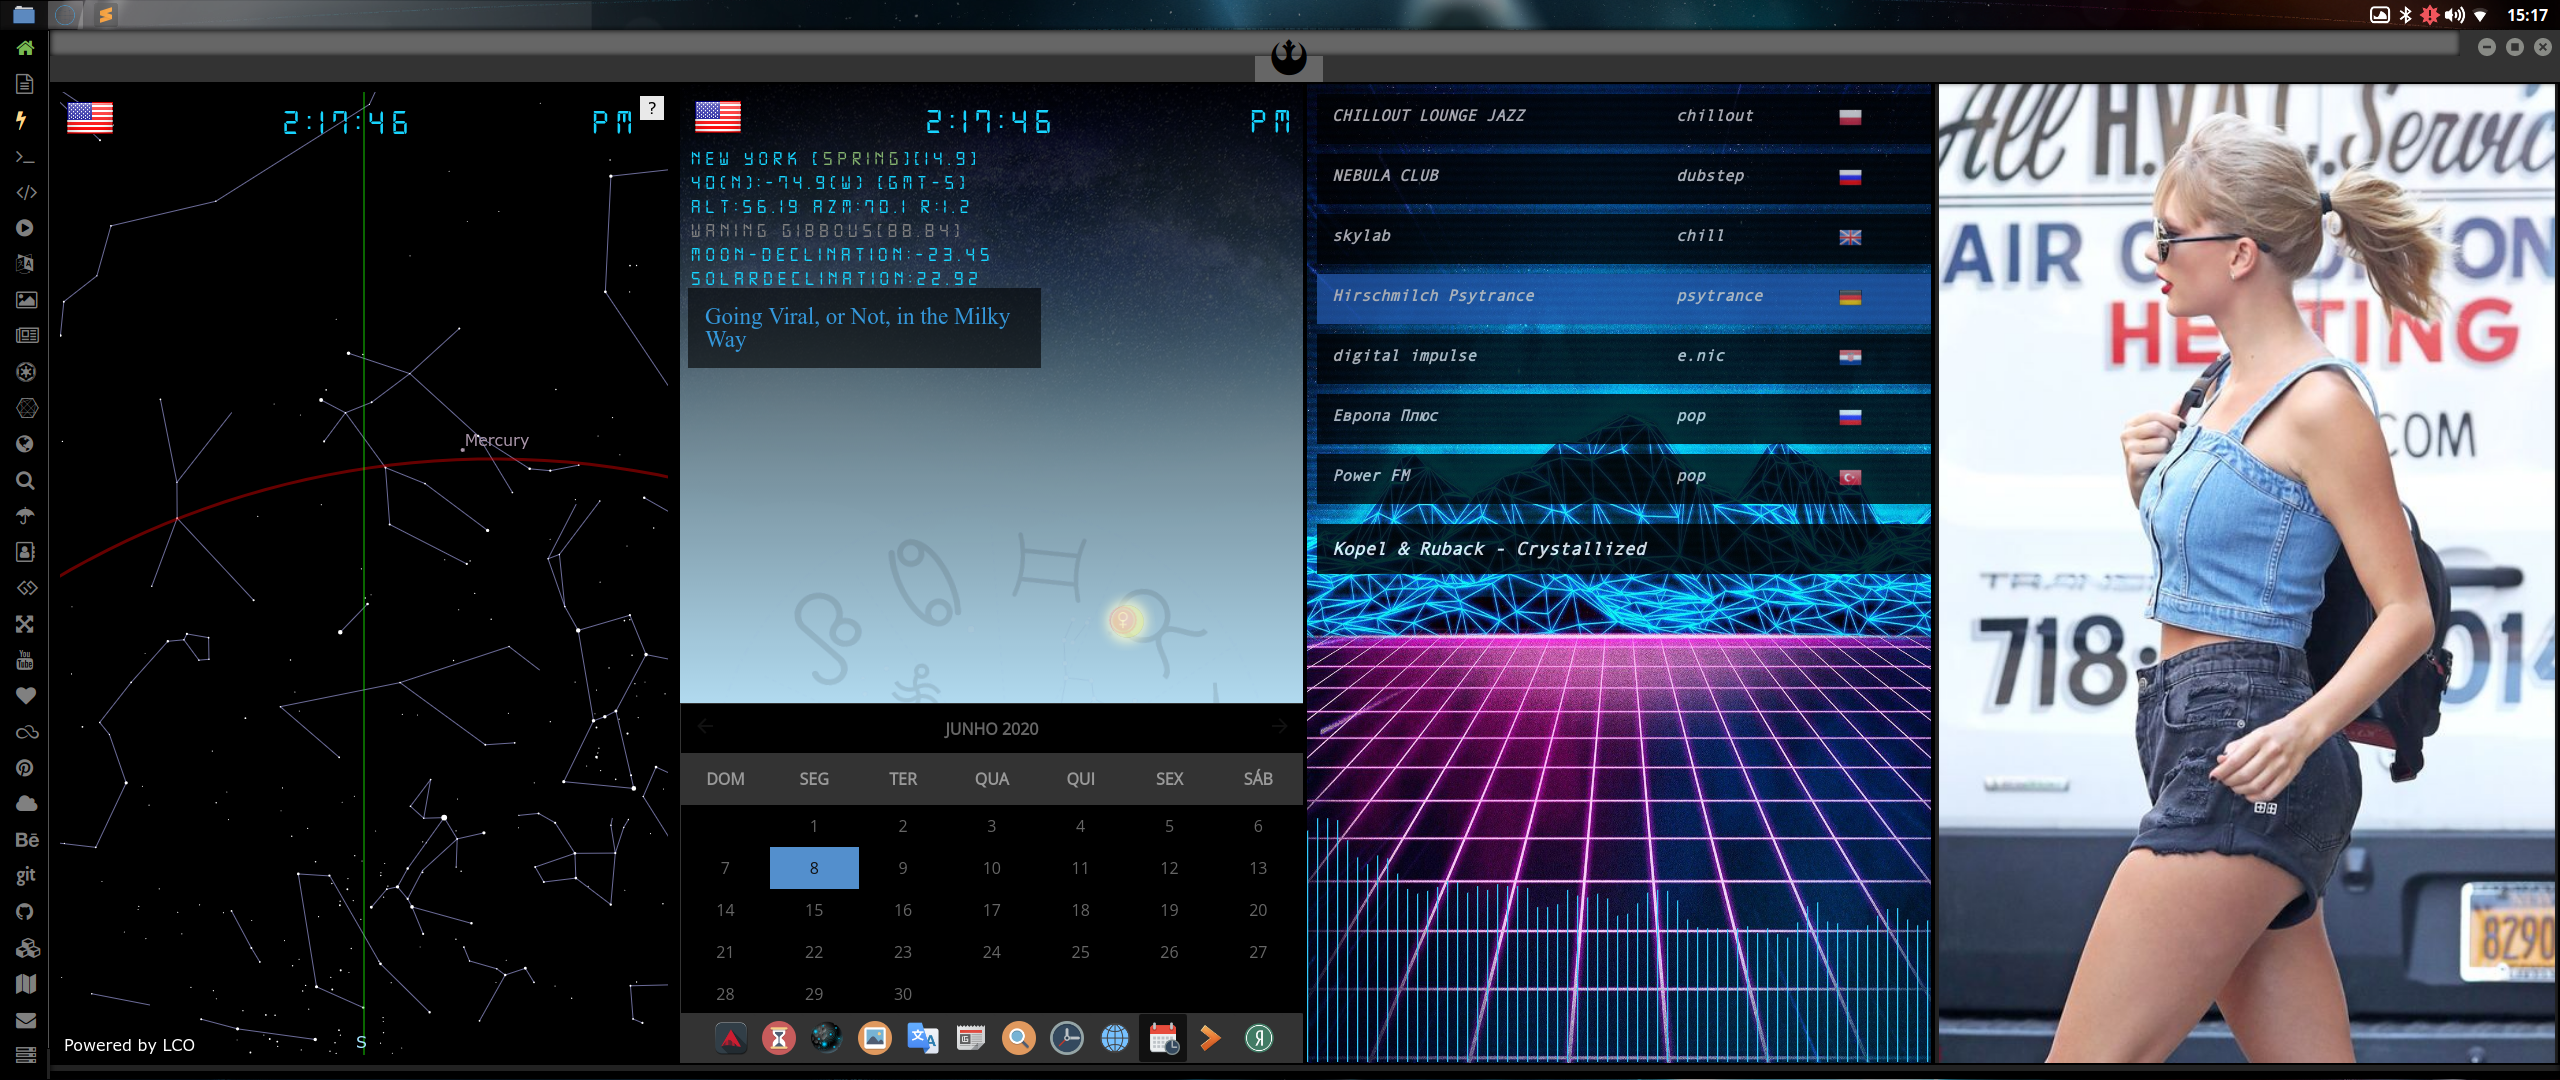 15:17
You
Tube
Bē
git
2:17:46 PM
?
Mercury
Powered by LCO
S
2:17:46 PM
NEW YORK [SPRING][14.9]
40(N):-74.9(W) [GMT-5]
ALT:56.19 AZM:70.1 R:1.2
WANING GIBBOUS[88.84]
MOON-DECLINATION:-23.45
SOLARDECLINATION:22.92
Going Viral, or Not, in the Milky
Way
JUNHO 2020
DOM SEG TER QUA QUI SEX SÁB
1 2 3 4 5 6
7 8 9 10 11 12 13
14 15 16 17 18 19 20
21 22 23 24 25 26 27
28 29 30
CHILLOUT LOUNGE JAZZ chillout
NEBULA CLUB dubstep
skylab chill
Hirschmilch Psytrance psytrance
digital impulse e.nic
Европа Плюс pop
Power FM pop
Kopel & Ruback - Crystallized
All H.V.A.C. Servic
AIR
HE TING
COM
TRANS
718 014
8290